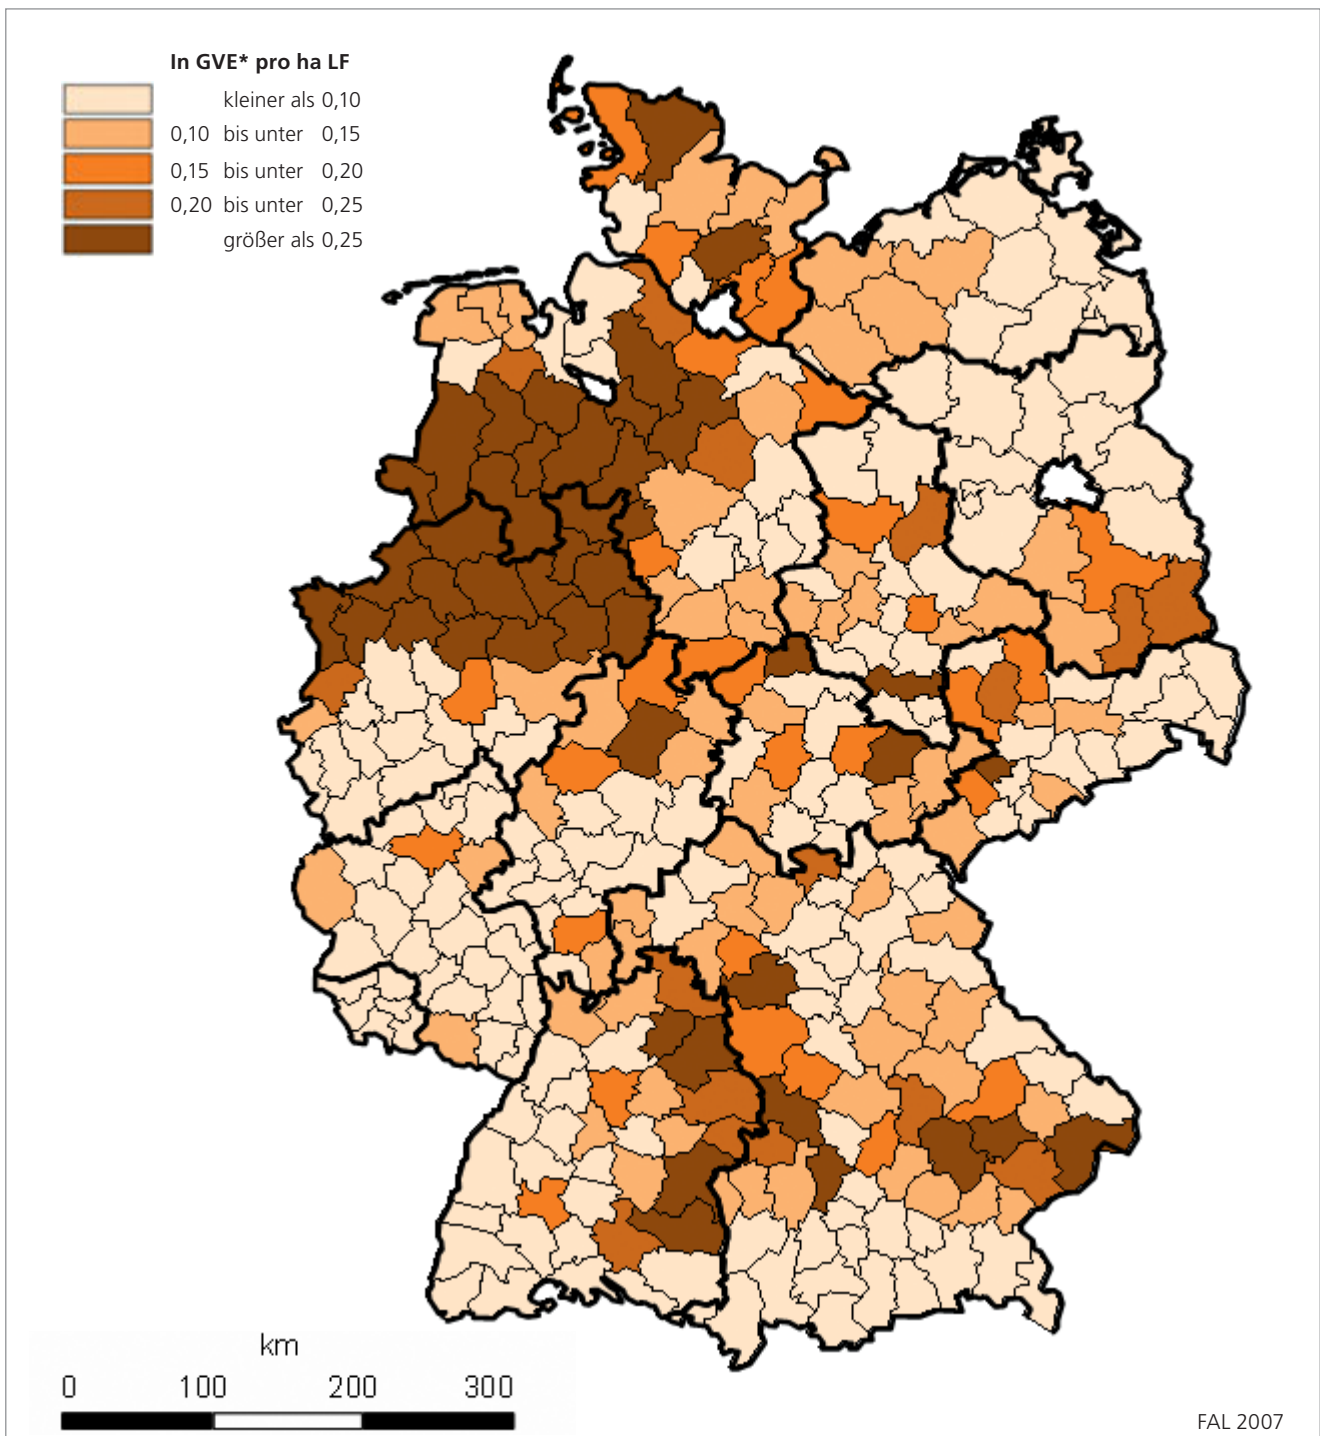 In GVE* pro ha LF
kleiner als 0,10
0,10 bis unter 0,15
0,15 bis unter 0,20
0,20 bis unter 0,25
größer als 0,25
km
0 100 200 300
FAL 2007